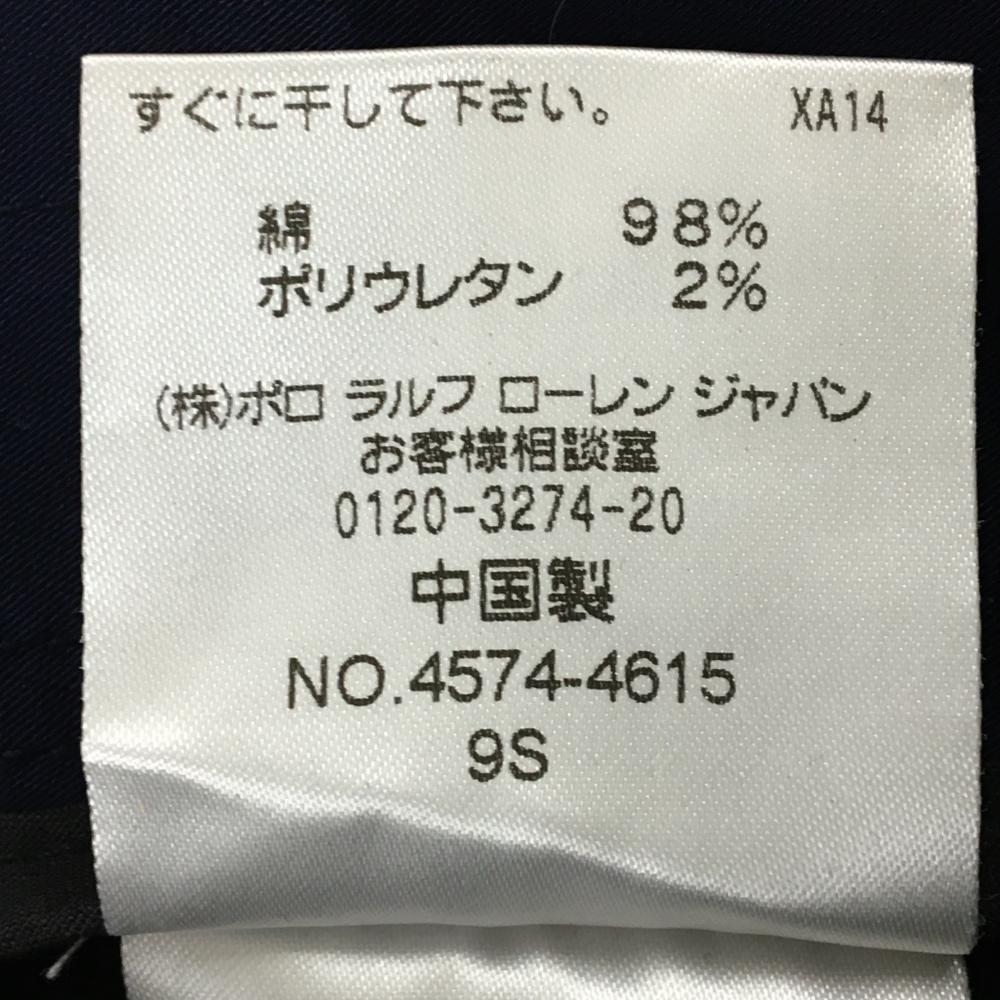 すぐに干して下さい。 XA14
綿 98%
ポリウレタン 2%
(株)ポロ ラルフ ローレン ジャパン
お客様相談室
0120-3274-20
中国製
NO.4574-4615
9S